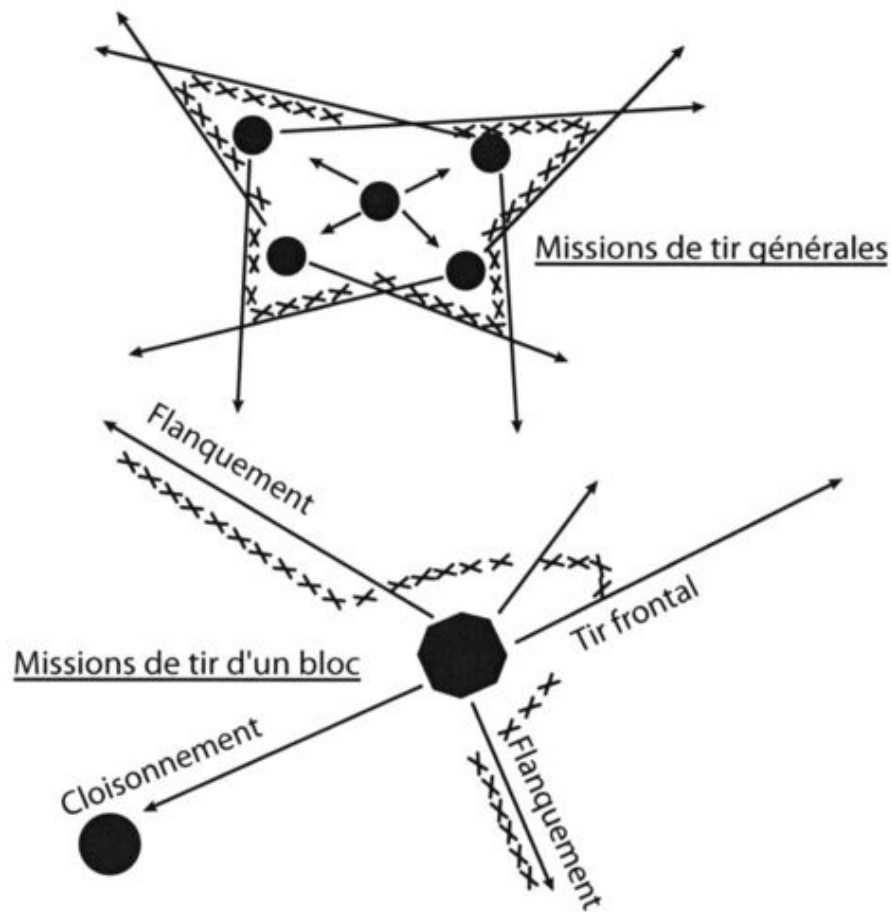 Missions de tir générales
Flanquement
Tir frontal
Missions de tir d'un bloc
Cloisonnement
Flanquement